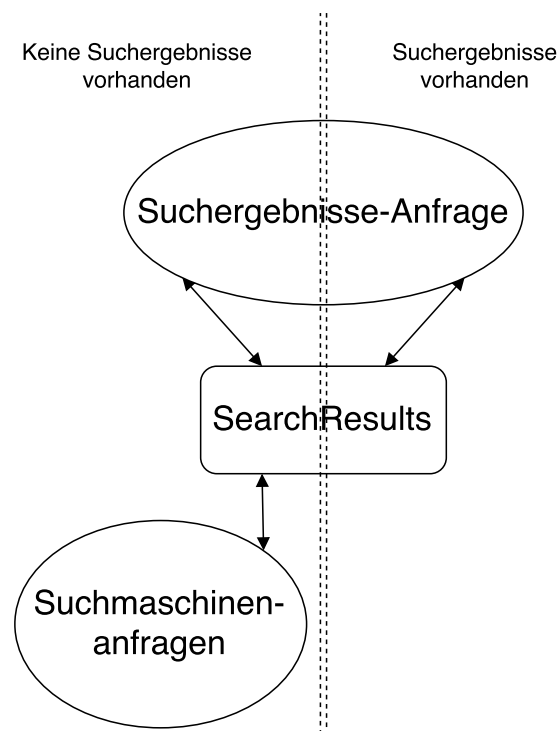 Keine Suchergebnisse
vorhanden
Suchergebnisse
vorhanden
Suchergebnisse-Anfrage
SearchResults
Suchmaschinen-
anfragen